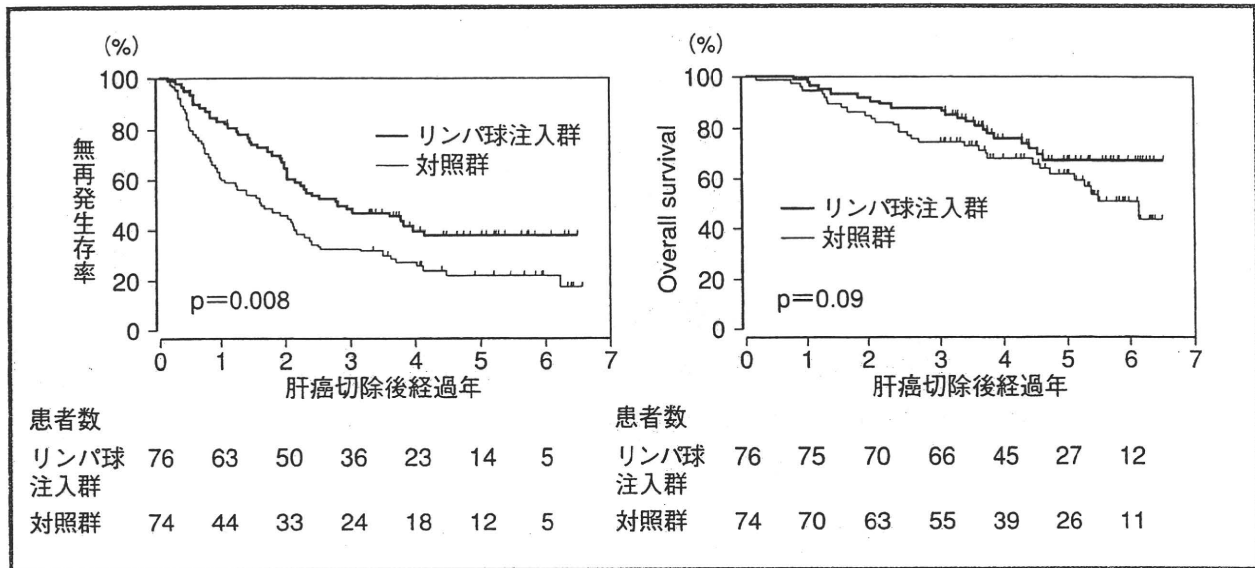 (%)
100
80
60
40
20
0
無再発生存率
リンパ球注入群
対照群
p＝0.008
0 1 2 3 4 5 6 7
肝癌切除後経過年
患者数
リンパ球 76 63 50 36 23 14 5
注入群
対照群 74 44 33 24 18 12 5
(%)
100
80
60
40
20
0
Overall survival
リンパ球注入群
対照群
p＝0.09
0 1 2 3 4 5 6 7
肝癌切除後経過年
患者数
リンパ球 76 75 70 66 45 27 12
注入群
対照群 74 70 63 55 39 26 11